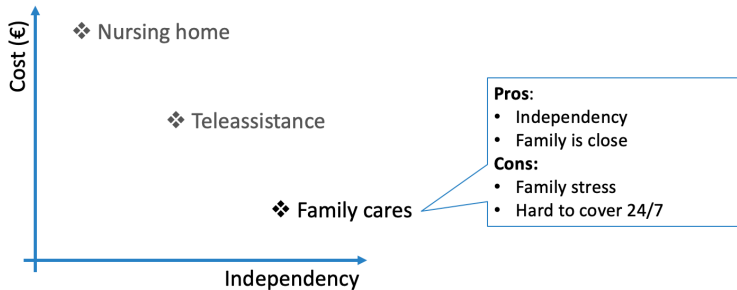 Cost (€)
❖ Nursing home
❖ Teleassistance
❖ Family cares
Independency
Pros:
• Independency
• Family is close
Cons:
• Family stress
• Hard to cover 24/7